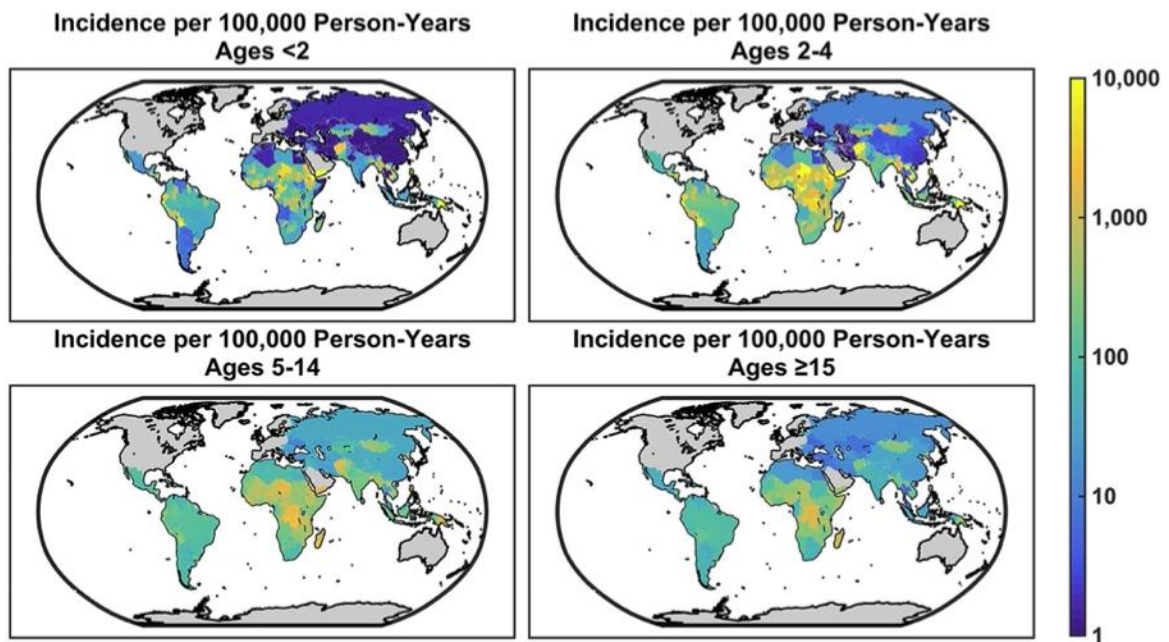 Incidence per 100,000 Person-Years
Ages <2
Incidence per 100,000 Person-Years
Ages 2-4
Incidence per 100,000 Person-Years
Ages 5-14
Incidence per 100,000 Person-Years
Ages ≥15
10,000
1,000
100
10
1